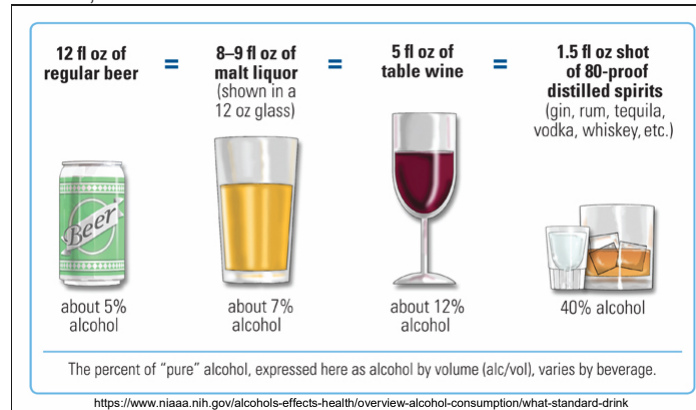 12 fl oz of
regular beer
=
8–9 fl oz of
malt liquor
(shown in a
12 oz glass)
=
5 fl oz of
table wine
=
1.5 fl oz shot
of 80-proof
distilled spirits
(gin, rum, tequila,
vodka, whiskey, etc.)
Beer
about 5%
alcohol
about 7%
alcohol
about 12%
alcohol
40% alcohol
The percent of “pure” alcohol, expressed here as alcohol by volume (alc/vol), varies by beverage.
https://www.niaaa.nih.gov/alcohols-effects-health/overview-alcohol-consumption/what-standard-drink